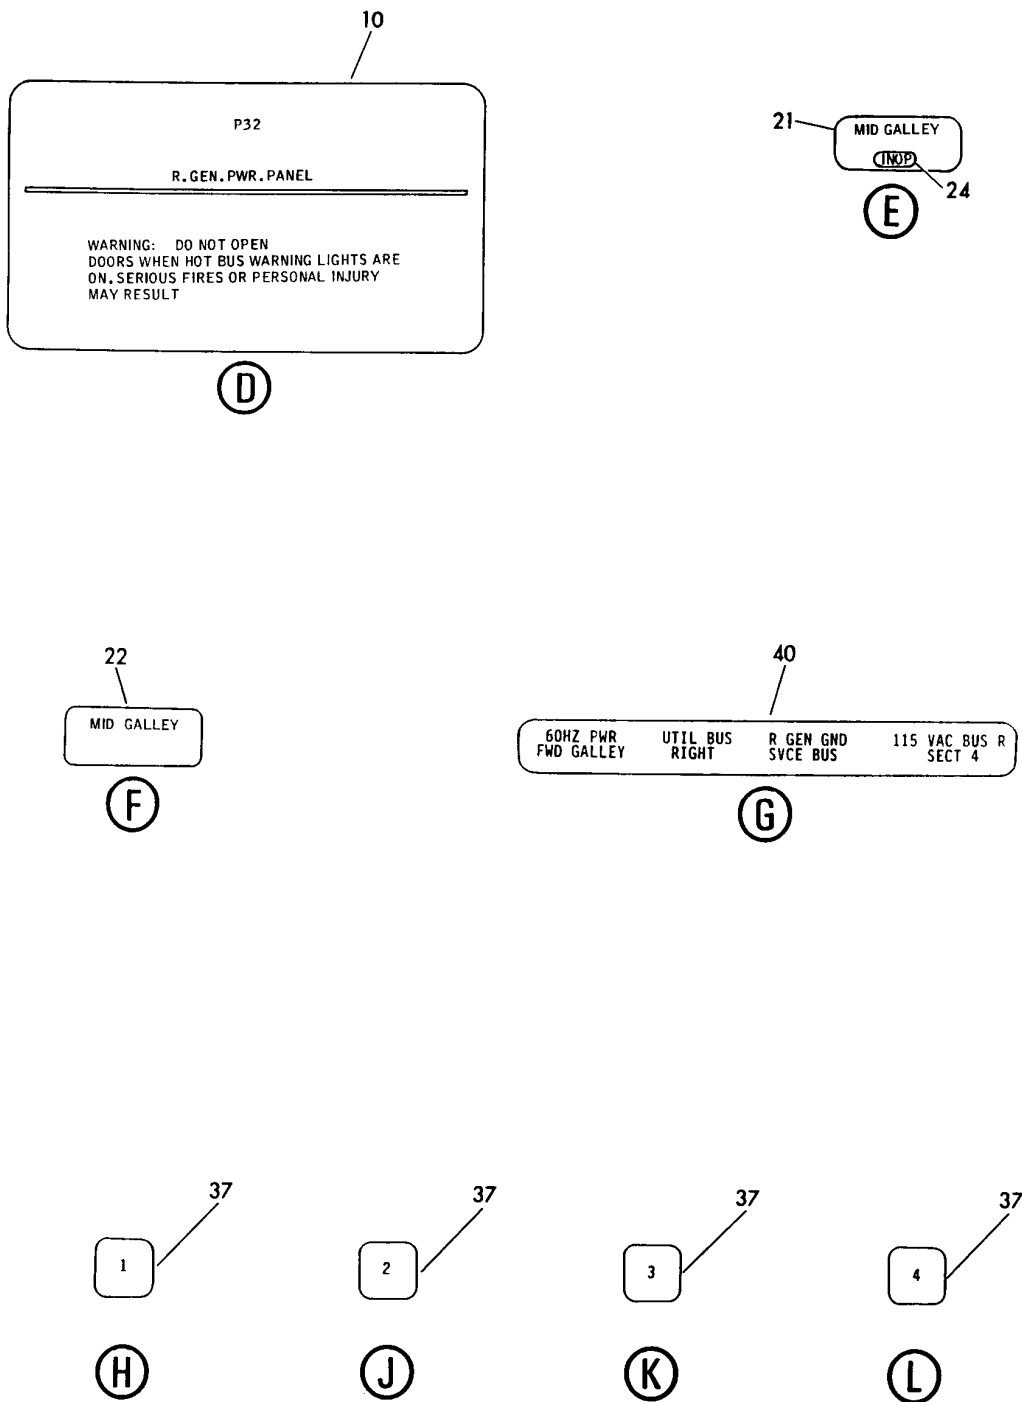 10
P32
R.GEN.PWR.PANEL
WARNING: DO NOT OPEN
DOORS WHEN HOT BUS WARNING LIGHTS ARE
ON.SERIOUS FIRES OR PERSONAL INJURY
MAY RESULT
D
21
MID GALLEY
INOP
24
E
22
MID GALLEY
F
40
60HZ PWR UTIL BUS R GEN GND 115 VAC BUS R
FWD GALLEY RIGHT SVCE BUS SECT 4
G
37 37 37 37
1 2 3 4
H J K L